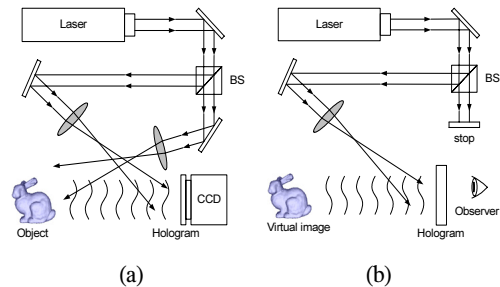 Laser
BS
Object
Hologram
CCD
(a)
Laser
BS
stop
Virtual image
Hologram
Observer
(b)